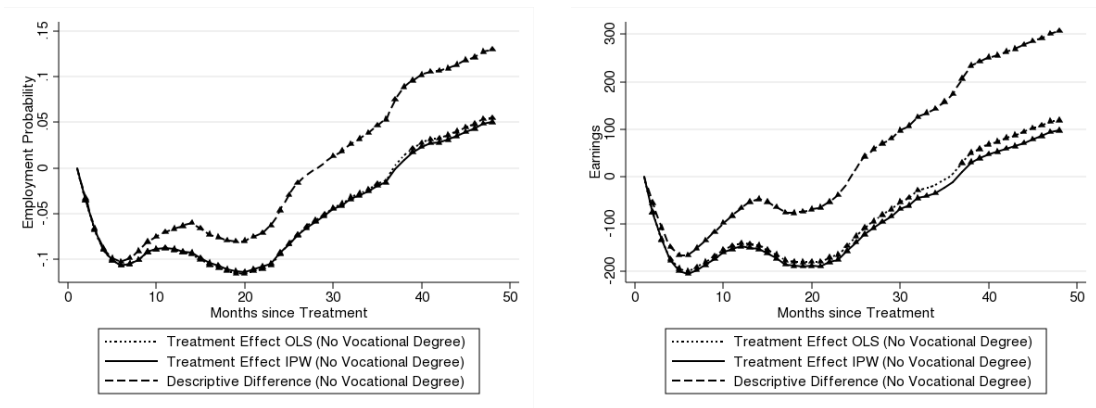 Employment Probability
.15
.1
.05
0
-.05
-.1
0 10 20 30 40 50
Months since Treatment
Treatment Effect OLS (No Vocational Degree)
Treatment Effect IPW (No Vocational Degree)
Descriptive Difference (No Vocational Degree)
Earnings
300
200
100
0
-100
-200
0 10 20 30 40 50
Months since Treatment
Treatment Effect OLS (No Vocational Degree)
Treatment Effect IPW (No Vocational Degree)
Descriptive Difference (No Vocational Degree)